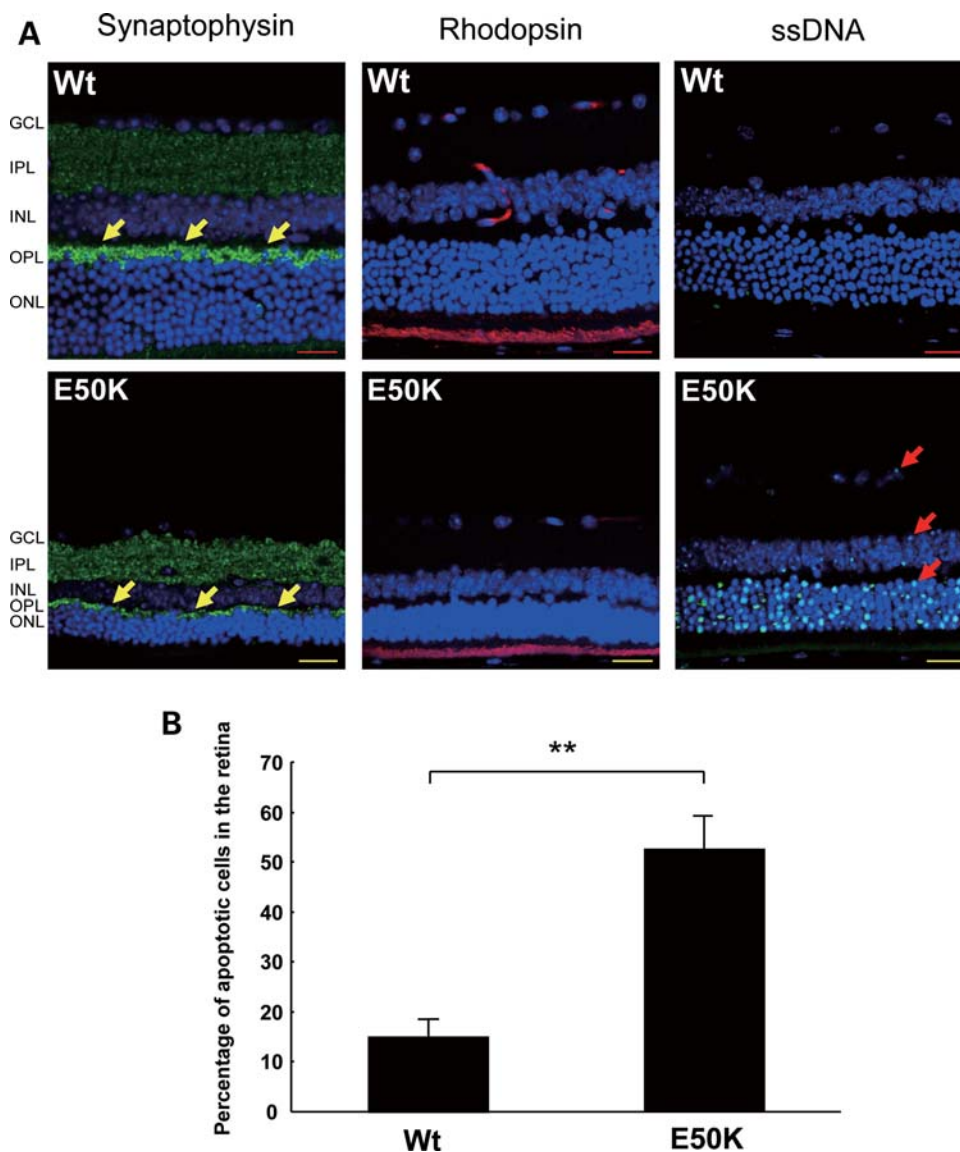 A
Synaptophysin
Rhodopsin
ssDNA
Wt
Wt
Wt
GCL
IPL
INL
OPL
ONL
E50K
E50K
E50K
GCL
IPL
INL
OPL
ONL
B
Percentage of apoptotic cells in the retina
70
60
50
40
30
20
10
0
**
Wt
E50K